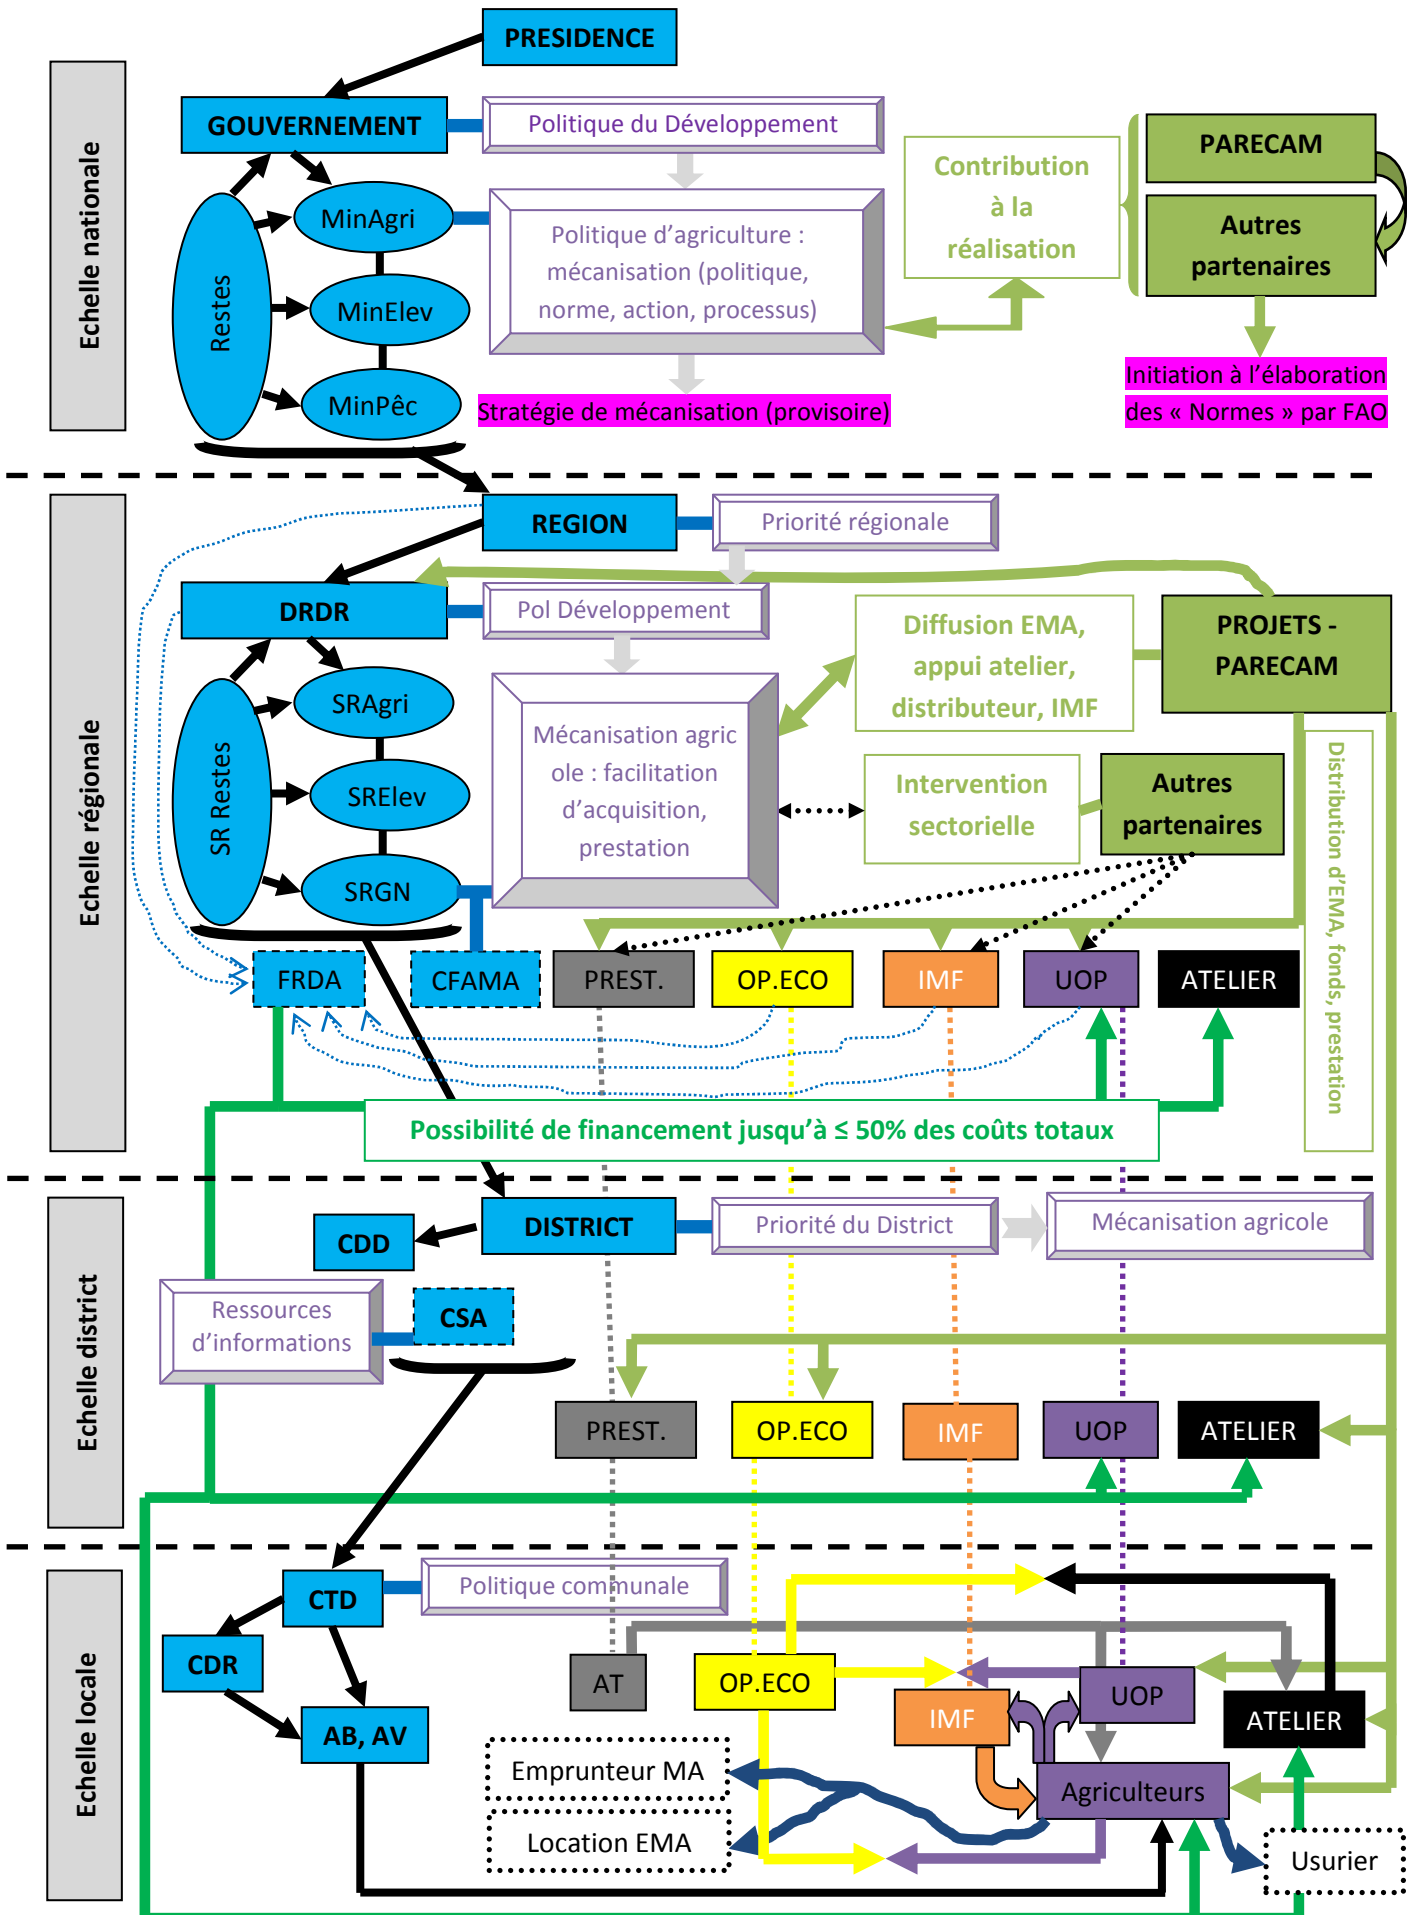 Echelle nationale
PRESIDENCE
GOUVERNEMENT
Politique du Développement
Restes
MinAgri
MinElev
MinPêc
Politique d’agriculture :
mécanisation (politique,
norme, action, processus)
Stratégie de mécanisation (provisoire)
Contribution
à la
réalisation
PARECAM
Autres
partenaires
Initiation à l’élaboration
des « Normes » par FAO
Echelle régionale
REGION
Priorité régionale
DRDR
Pol Développement
SR Restes
SRAgri
SRElev
SRGN
Mécanisation agric
ole : facilitation
d’acquisition,
prestation
Diffusion EMA,
appui atelier,
distributeur, IMF
PROJETS -
PARECAM
Intervention
sectorielle
Autres
partenaires
Distribution d’EMA, fonds, prestation
FRDA
CFAMA
PREST.
OP.ECO
IMF
UOP
ATELIER
Possibilité de financement jusqu’à ≤ 50% des coûts totaux
Echelle district
DISTRICT
Priorité du District
Mécanisation agricole
CDD
CSA
Ressources
d’informations
PREST.
OP.ECO
IMF
UOP
ATELIER
Echelle locale
CTD
Politique communale
CDR
AB, AV
AT
OP.ECO
IMF
UOP
ATELIER
Emprunteur MA
Agriculteurs
Location EMA
Usurier